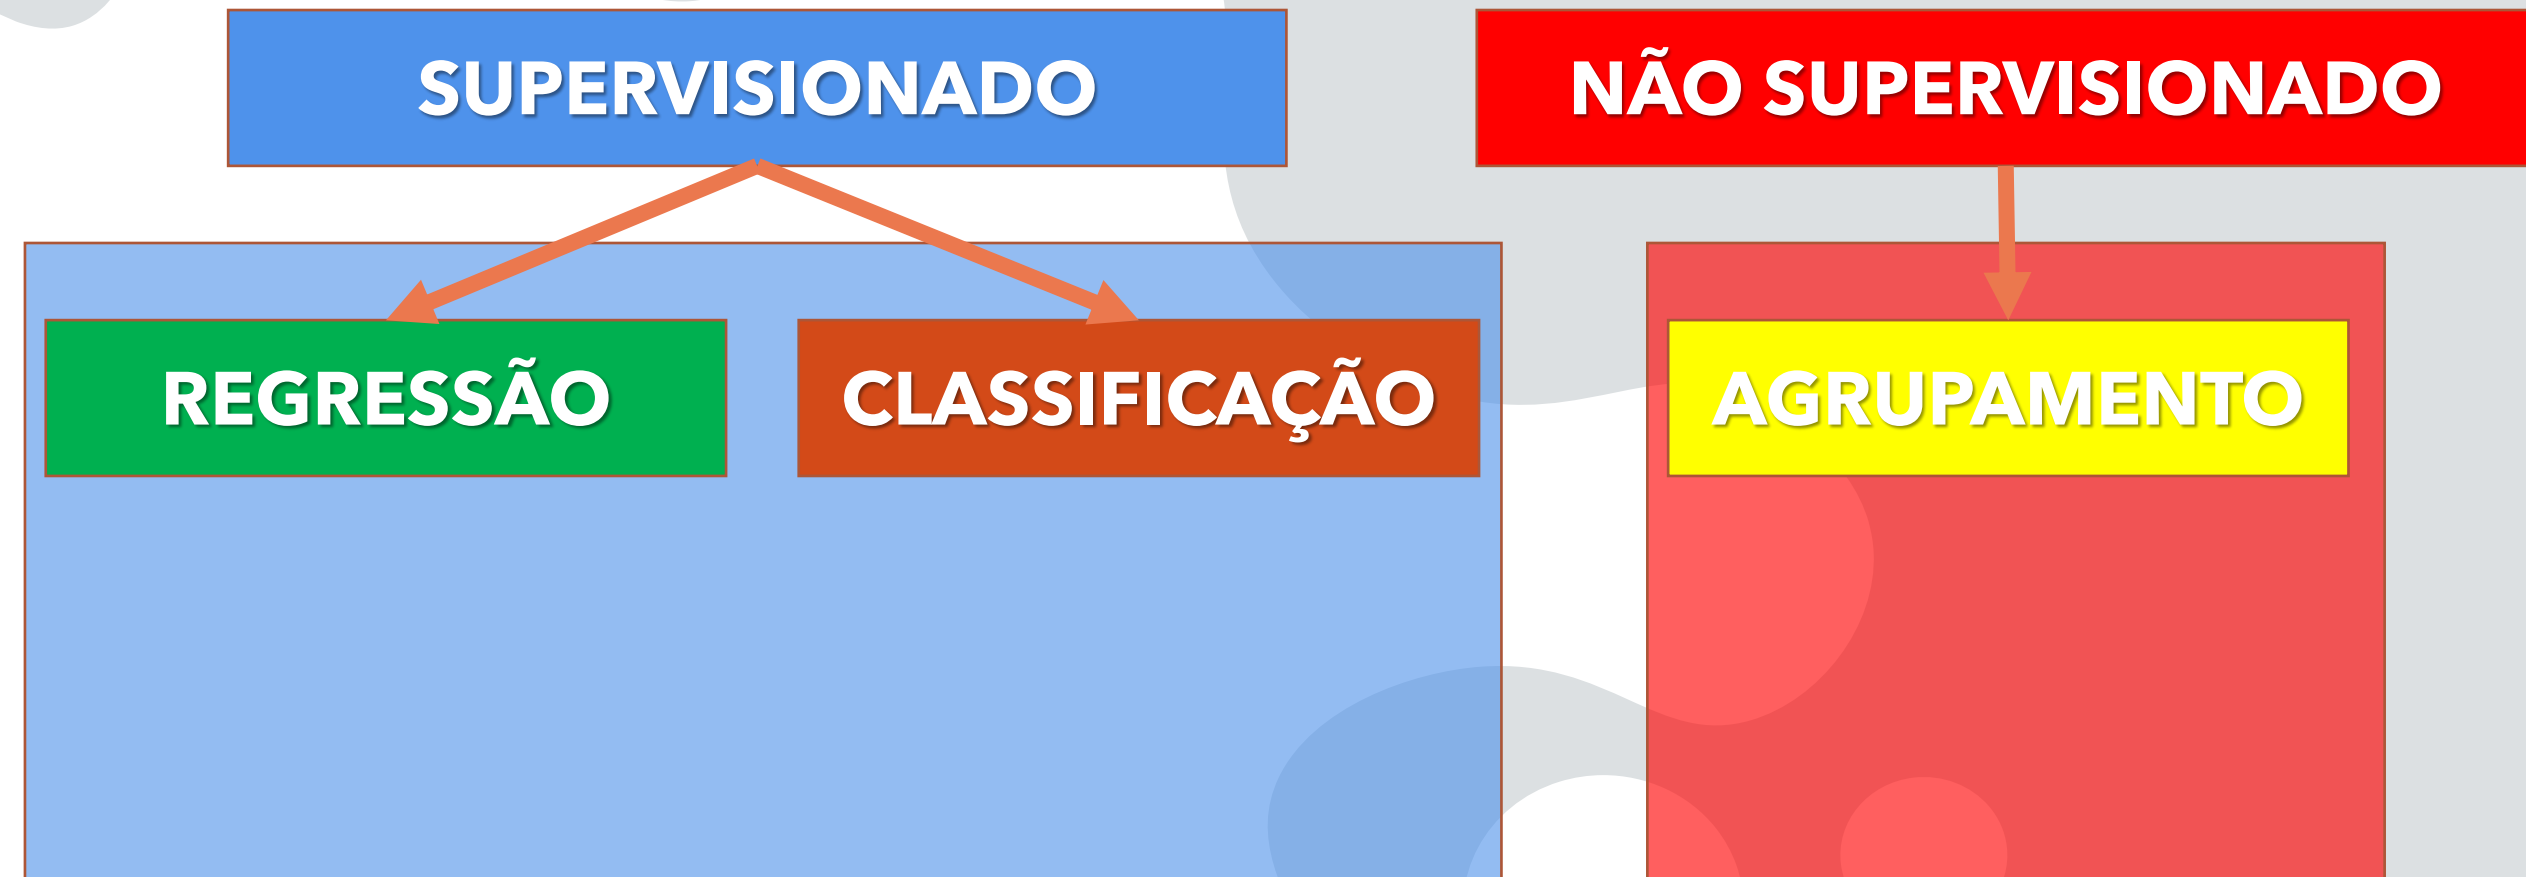 SUPERVISIONADO
NÃO SUPERVISIONADO
REGRESSÃO
CLASSIFICAÇÃO
AGRUPAMENTO